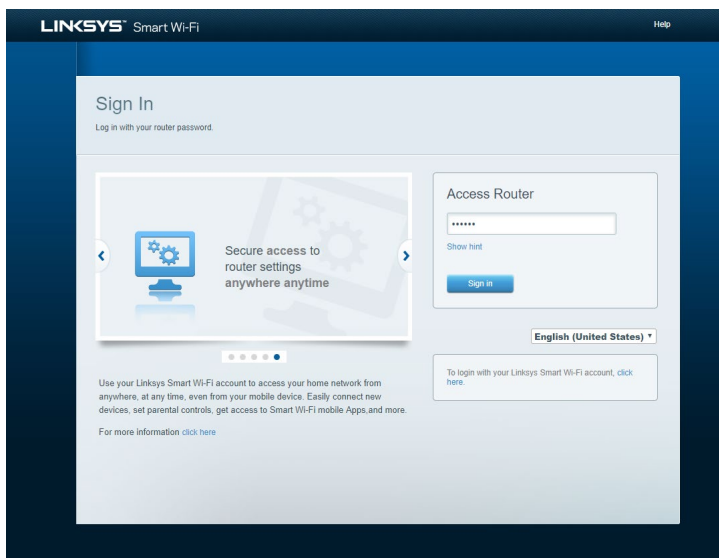 LINKSYS™ Smart Wi-Fi
Help
Sign In
Log in with your router password.
Secure access to
router settings
anywhere anytime
Use your Linksys Smart Wi-Fi account to access your home network from
anywhere, at any time, even from your mobile device. Easily connect new
devices, set parental controls, get access to Smart Wi-Fi mobile Apps,and more.
For more information click here
Access Router
••••••
Show hint
Sign in
English (United States)
To login with your Linksys Smart Wi-Fi account, click
here.